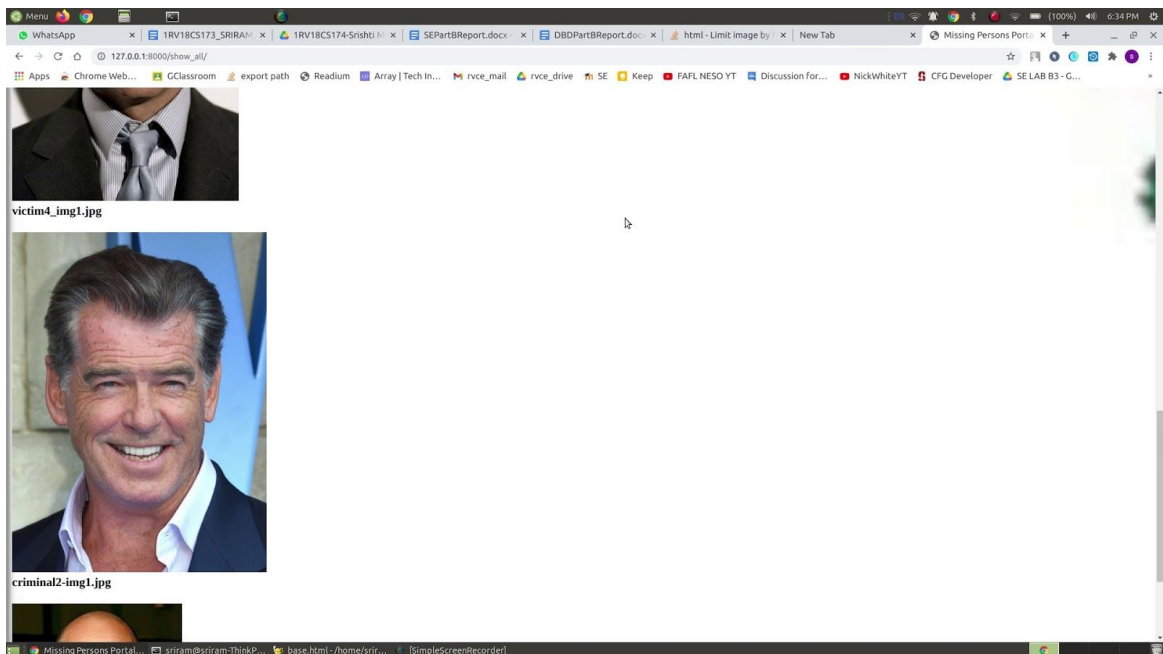 Menu
EN (100%) 6:34 PM
WhatsApp 1RV18CS173_SRIRAM 1RV18CS174-Srishti M SEPartBReport.docx - DBDPartBReport.doc html - Limit image by New Tab Missing Persons Porta
127.0.0.1:8000/show_all/
Apps Chrome Web... GClassroom export path Readium Array | Tech In... rvce_mail rvce_drive SE Keep FAFL NESO YT Discussion for... NickWhiteYT CFG Developer SE LAB B3 - G...
victim4_img1.jpg
criminal2-img1.jpg
Missing Persons Portal... sriram@sriram-ThinkP... base.html - /home/srir... [SimpleScreenRecorder]